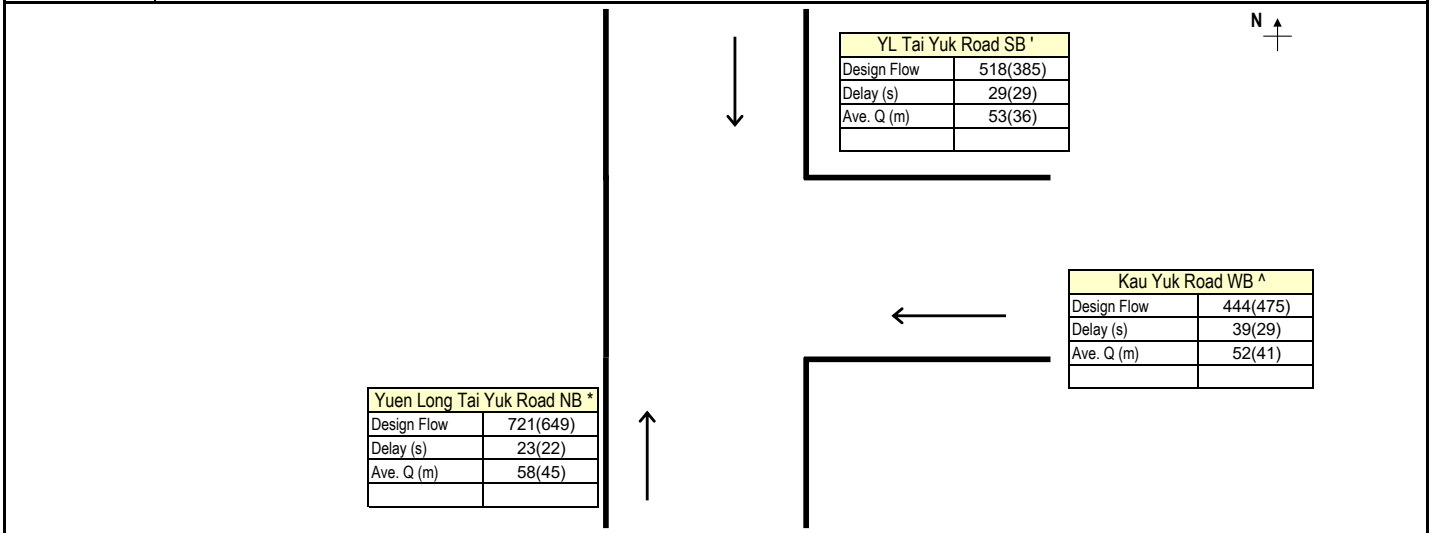 N
YL Tai Yuk Road SB '
Design Flow 518(385)
Delay (s) 29(29)
Ave. Q (m) 53(36)
Kau Yuk Road WB ^
Design Flow 444(475)
Delay (s) 39(29)
Ave. Q (m) 52(41)
Yuen Long Tai Yuk Road NB *
Design Flow 721(649)
Delay (s) 23(22)
Ave. Q (m) 58(45)